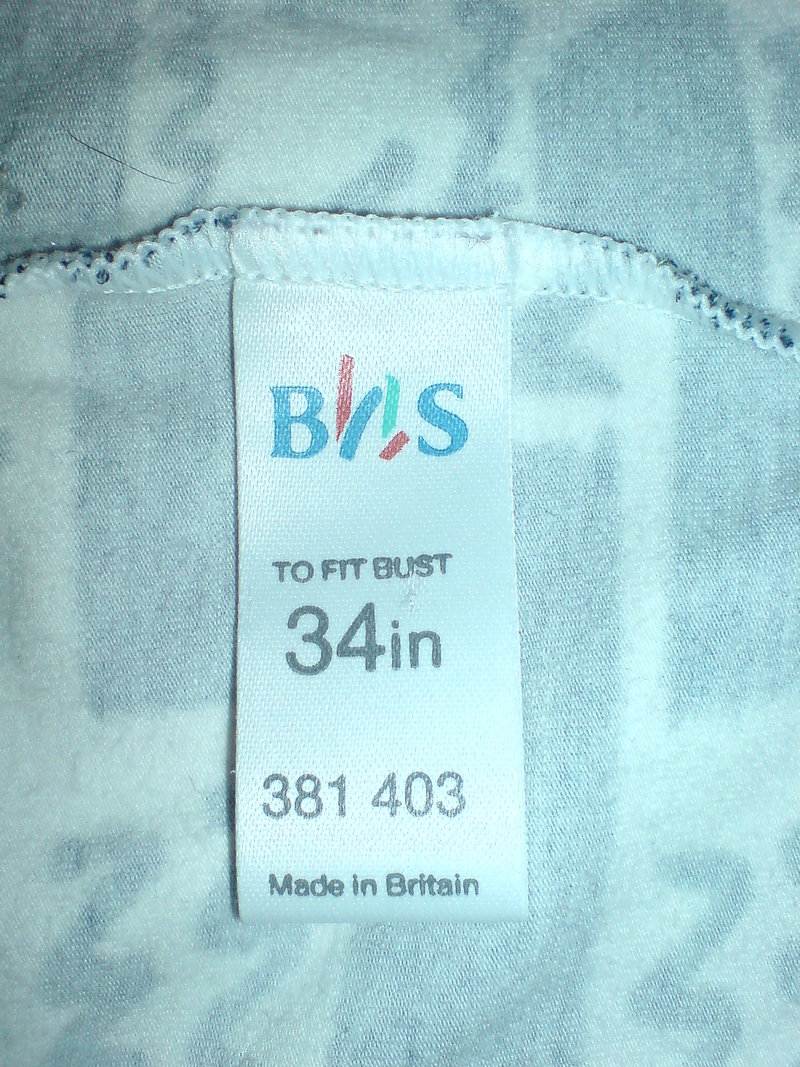 BhS
TO FIT BUST
34in
381 403
Made in Britain